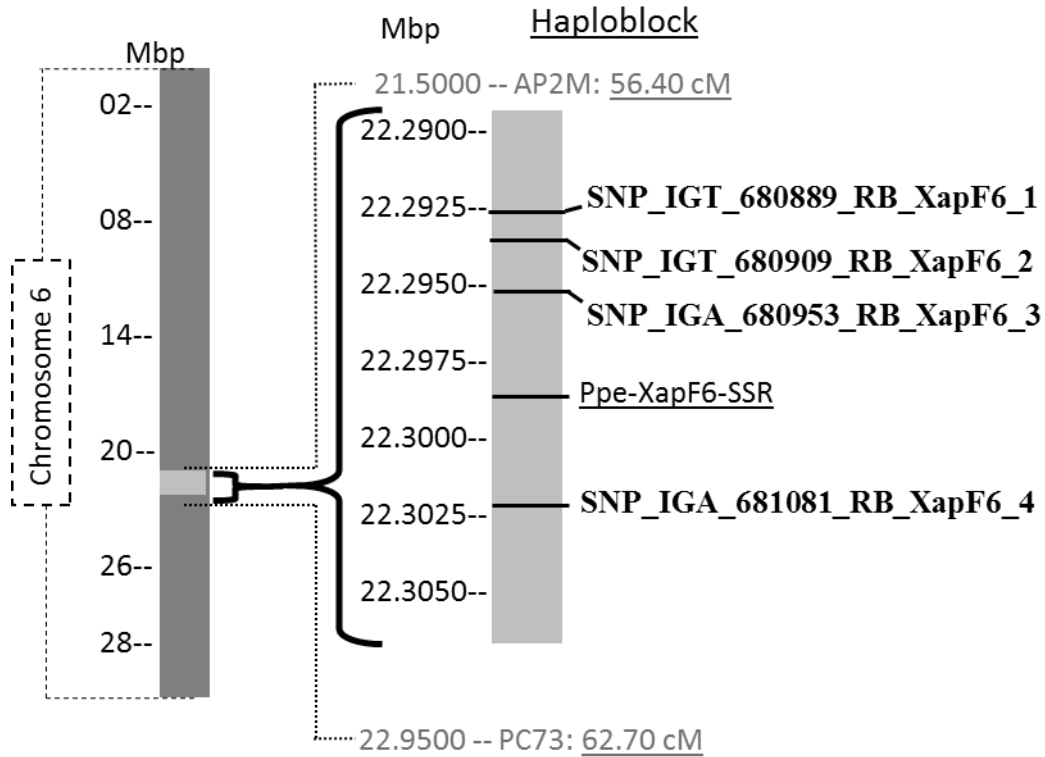 Mbp
02--
08--
14--
20--
26--
28--
Chromosome 6
Mbp
Haploblock
21.5000 -- AP2M: 56.40 cM
22.2900--
22.2925--
22.2950--
22.2975--
22.3000--
22.3025--
22.3050--
SNP_IGT_680889_RB_XapF6_1
SNP_IGT_680909_RB_XapF6_2
SNP_IGA_680953_RB_XapF6_3
Ppe-XapF6-SSR
SNP_IGA_681081_RB_XapF6_4
22.9500 -- PC73: 62.70 cM